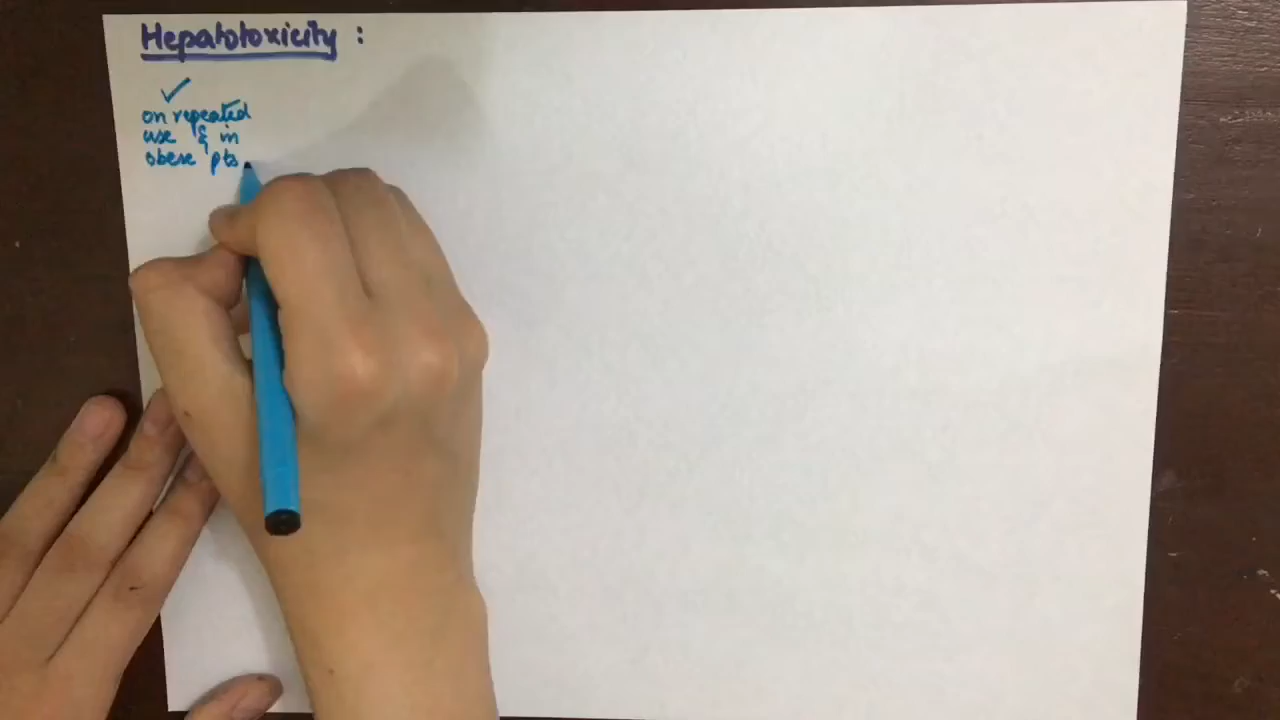 Hepatotoxicity :
✓
on repeated
use & in
obese pts